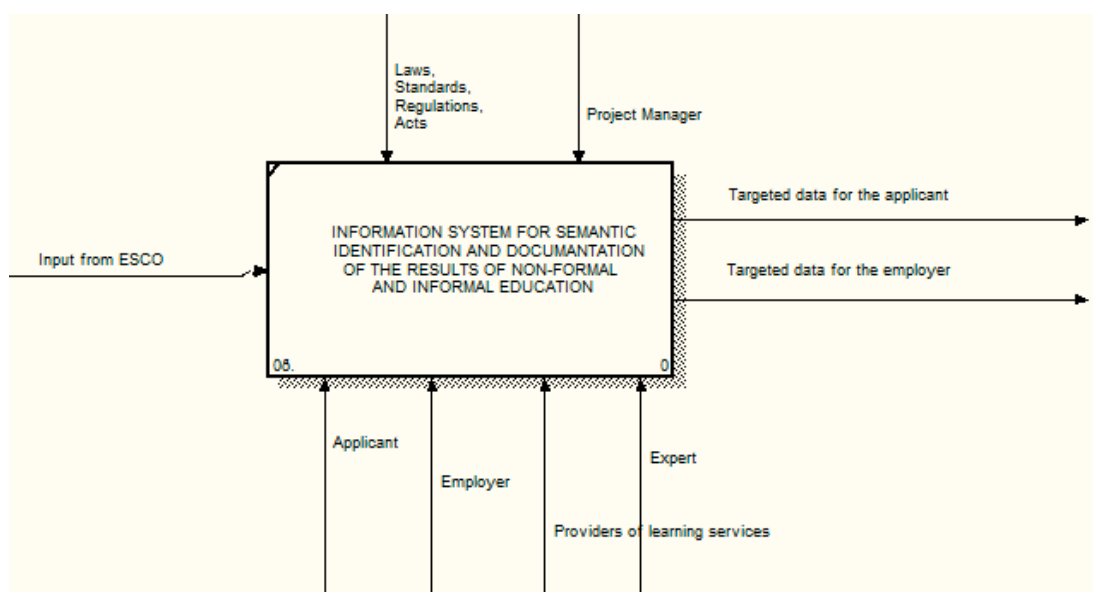 Laws,
Standards,
Regulations,
Acts
Project Manager
Targeted data for the applicant
INFORMATION SYSTEM FOR SEMANTIC
IDENTIFICATION AND DOCUMANTATION
OF THE RESULTS OF NON-FORMAL
AND INFORMAL EDUCATION
Input from ESCO
Targeted data for the employer
0б.
0
Applicant
Expert
Employer
Providers of learning services